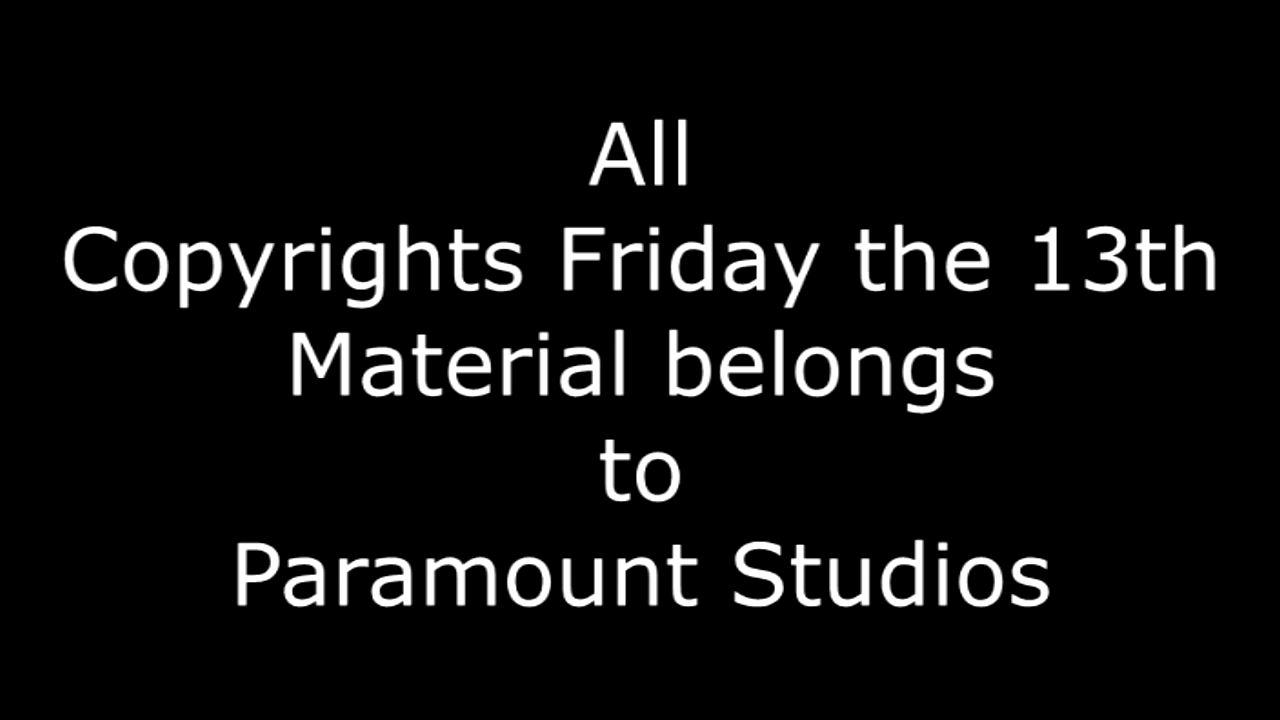 All
Copyrights Friday the 13th
Material belongs
to
Paramount Studios